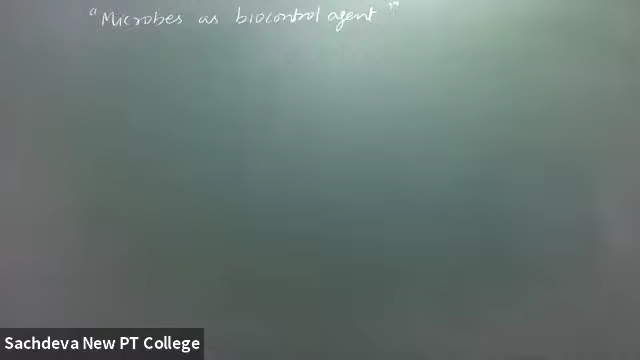 "Microbes as biocontrol agent"
Sachdeva New PT College